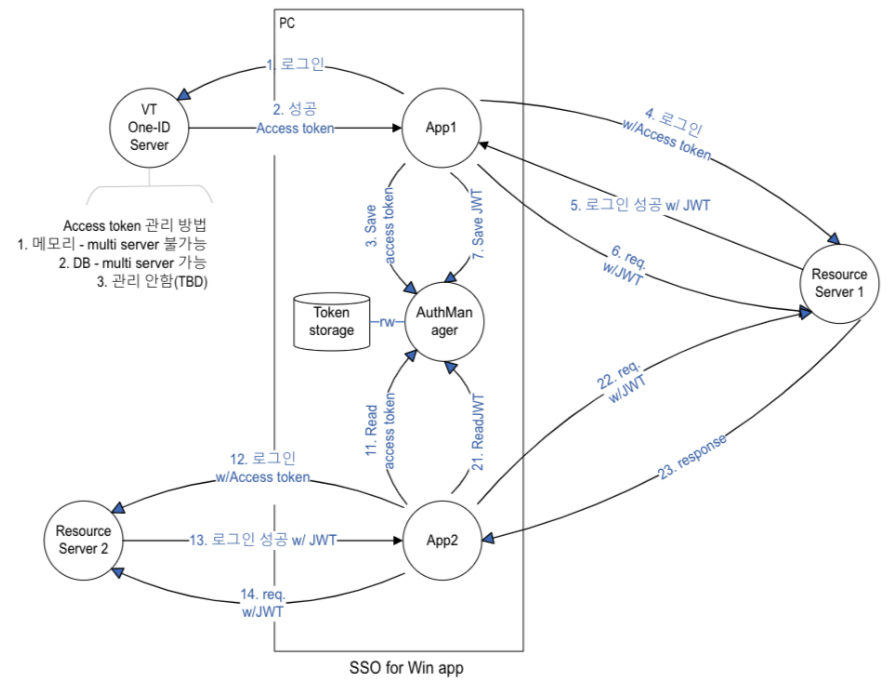 PC
1. 로그인
2. 성공
Access token
VT
One-ID
Server
App1
4. 로그인
w/Access token
Access token 관리 방법
1. 메모리 - multi server 불가능
2. DB - multi server 가능
3. 관리 안함(TBD)
3. Save
access token
7. Save JWT
5. 로그인 성공 w/ JWT
6. req.
w/JWT
Resource
Server 1
Token
storage
rw
AuthMan
ager
11. Read
access token
21. ReadJWT
22. req.
w/JWT
23. response
12. 로그인
w/Access token
Resource
Server 2
13. 로그인 성공 w/ JWT
App2
14. req.
w/JWT
SSO for Win app